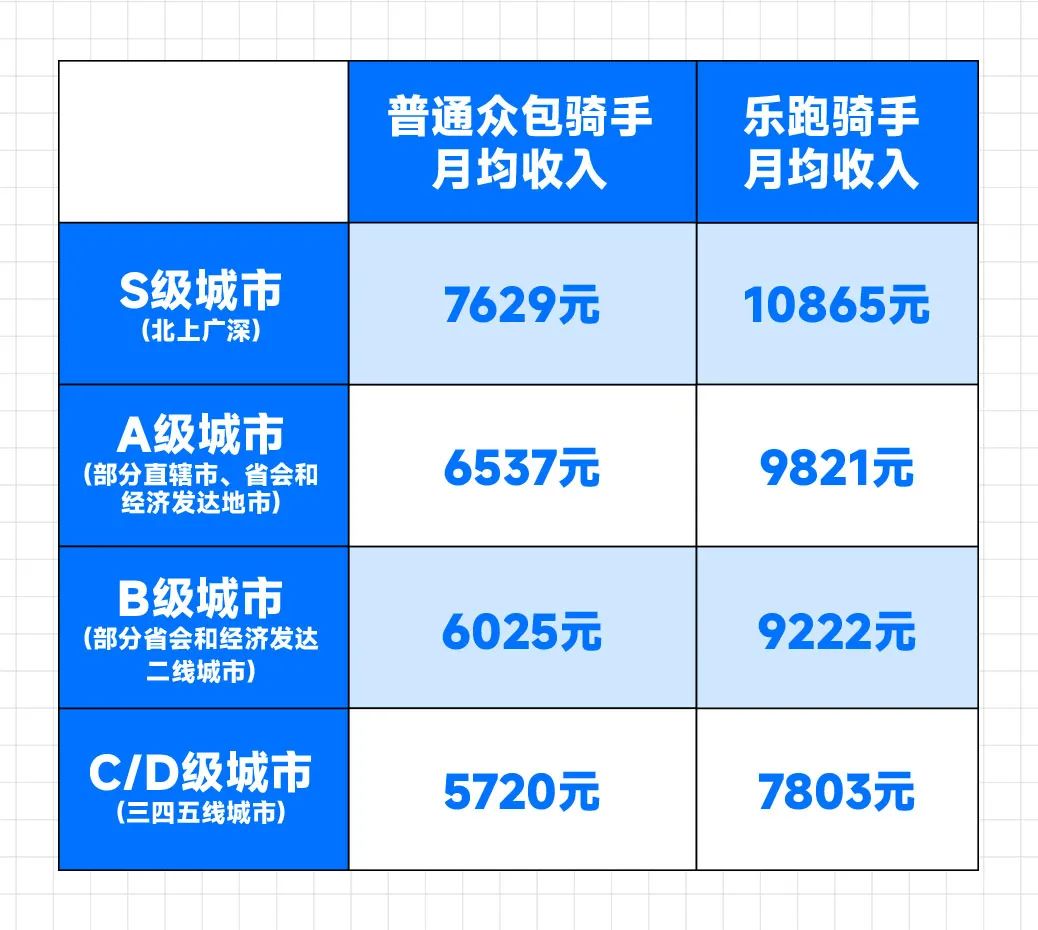 普通众包骑手
月均收入
乐跑骑手
月均收入
S级城市
(北上广深)
7629元
10865元
A级城市
(部分直辖市、省会和
经济发达地市)
6537元
9821元
B级城市
(部分省会和经济发达
二线城市)
6025元
9222元
C/D级城市
(三四五线城市)
5720元
7803元